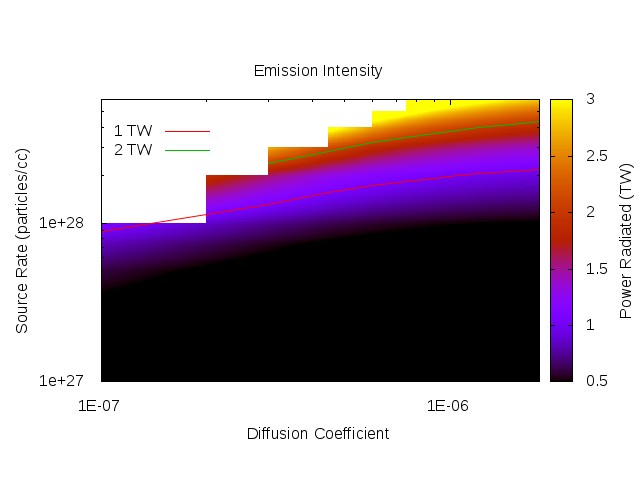 Emission Intensity
1 TW
2 TW
Source Rate (particles/cc)
1e+28
1e+27
1E-07
1E-06
Diffusion Coefficient
3
2.5
2
1.5
1
0.5
Power Radiated (TW)